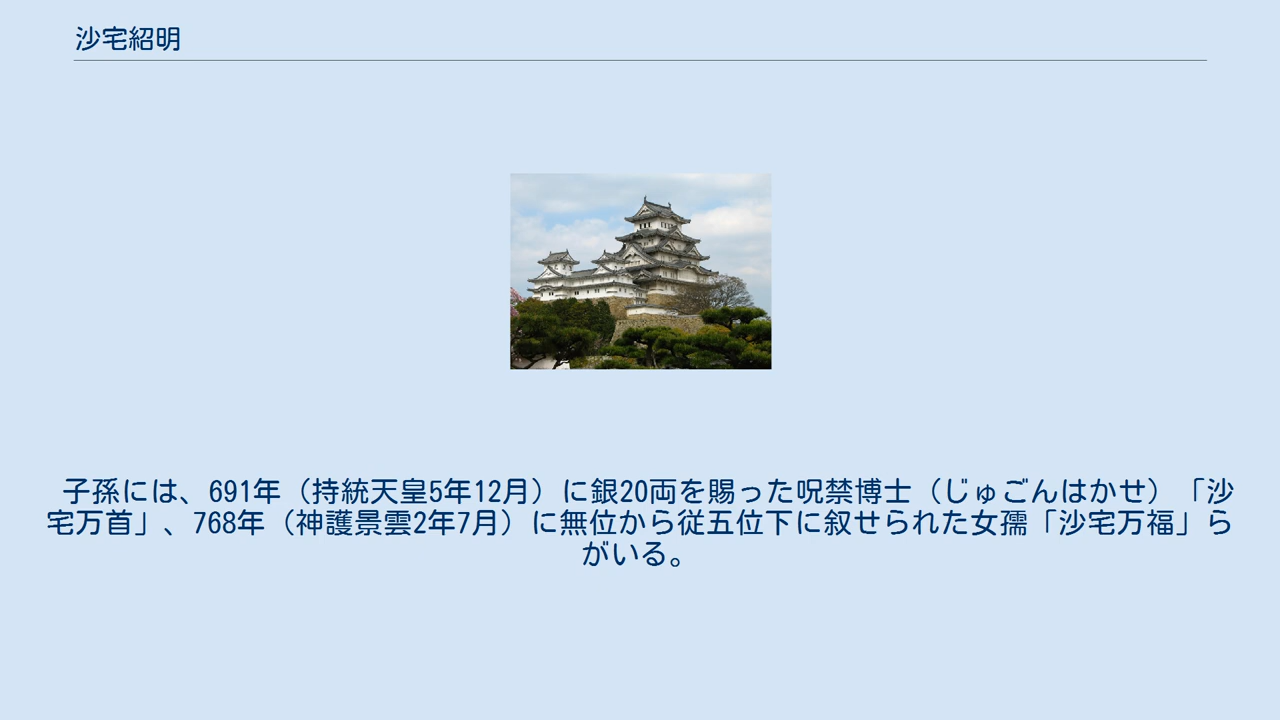 沙宅紹明
子孫には、691年（持統天皇5年12月）に銀20両を賜った呪禁博士（じゅごんはかせ）「沙
宅万首」、768年（神護景雲2年7月）に無位から従五位下に叙せられた女孺「沙宅万福」ら
がいる。